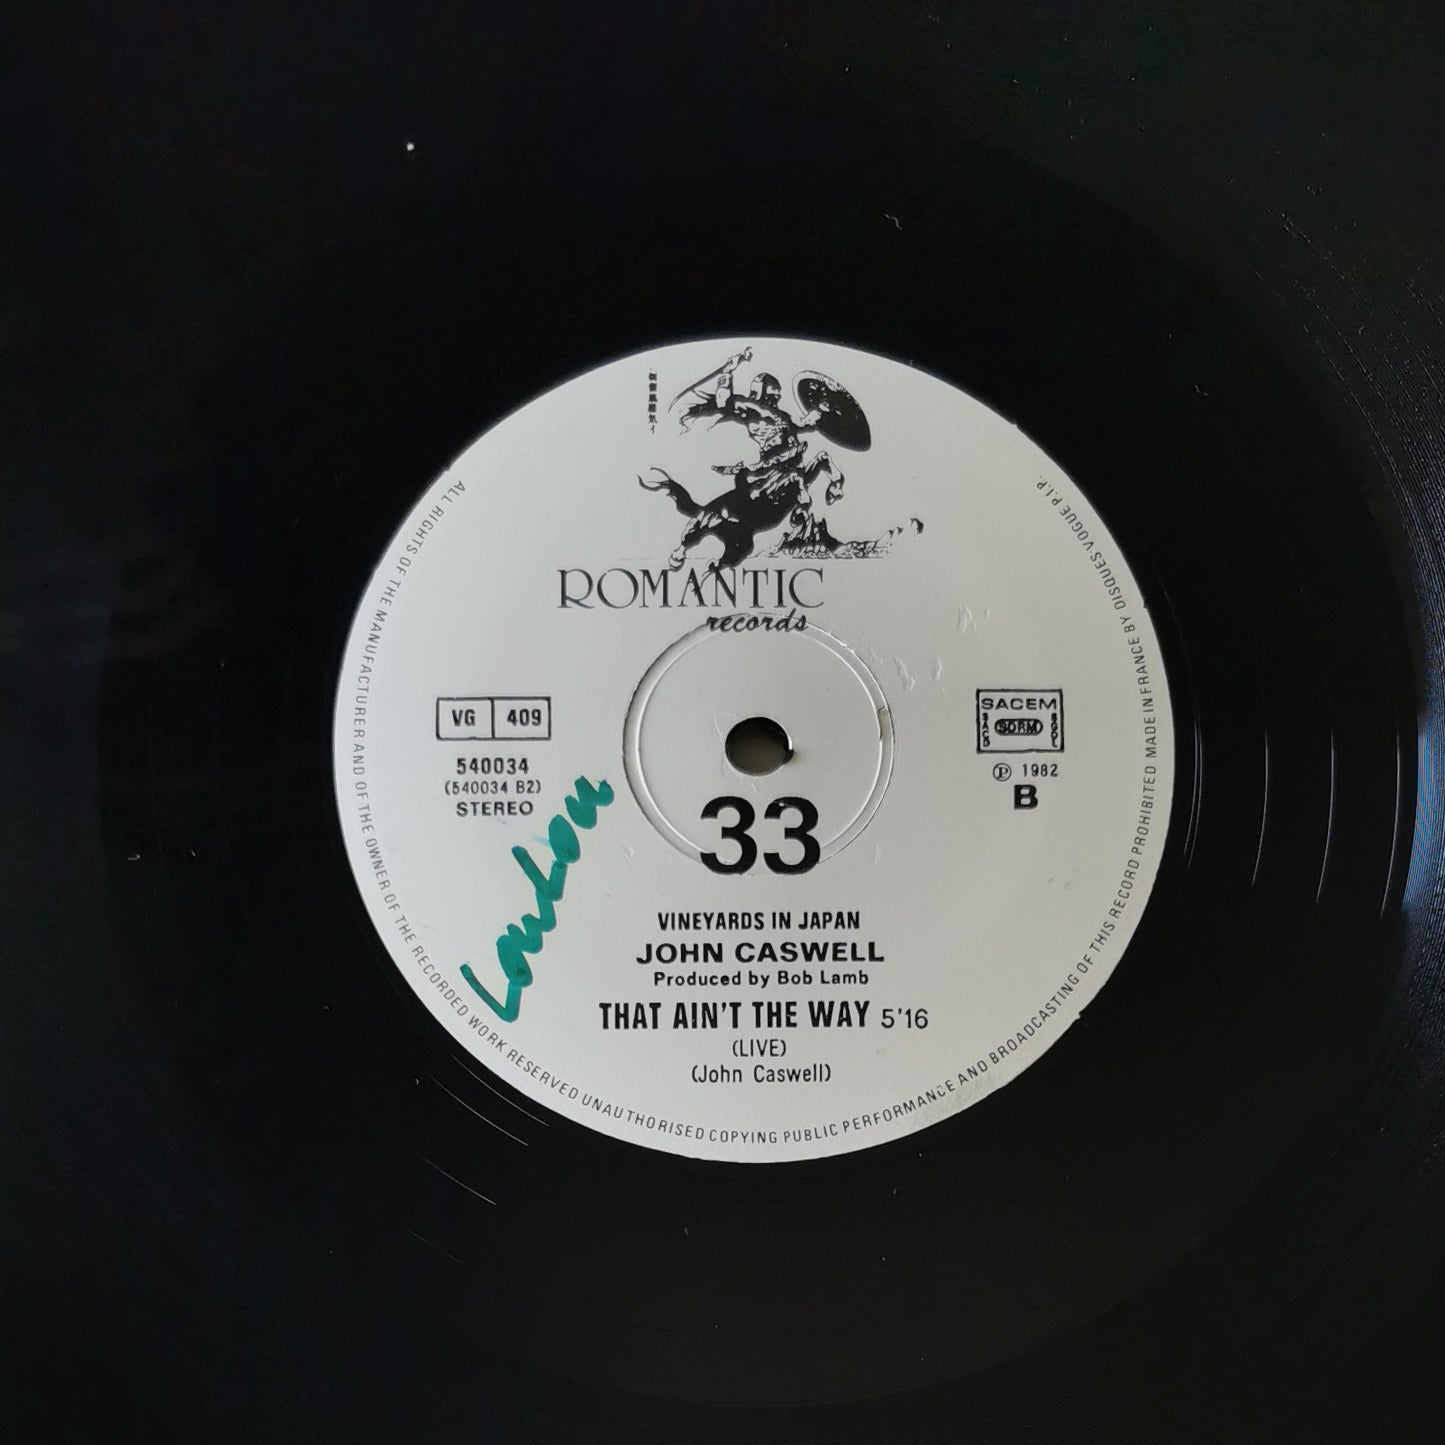 ROMANTIC
records
VG 409
540034
(540034 B2)
STEREO
SACEM
SACD SDRM SGDL
Ⓟ 1982
B
33
LouLou
VINEYARDS IN JAPAN
JOHN CASWELL
Produced by Bob Lamb
THAT AIN'T THE WAY 5'16
(LIVE)
(John Caswell)
ALL RIGHTS OF THE MANUFACTURER AND OF THE OWNER OF THE RECORDED WORK RESERVED UNAUTHORISED COPYING PUBLIC PERFORMANCE AND BROADCASTING OF THIS RECORD PROHIBITED MADE IN FRANCE BY DISQUES VOGUE P.I.P.